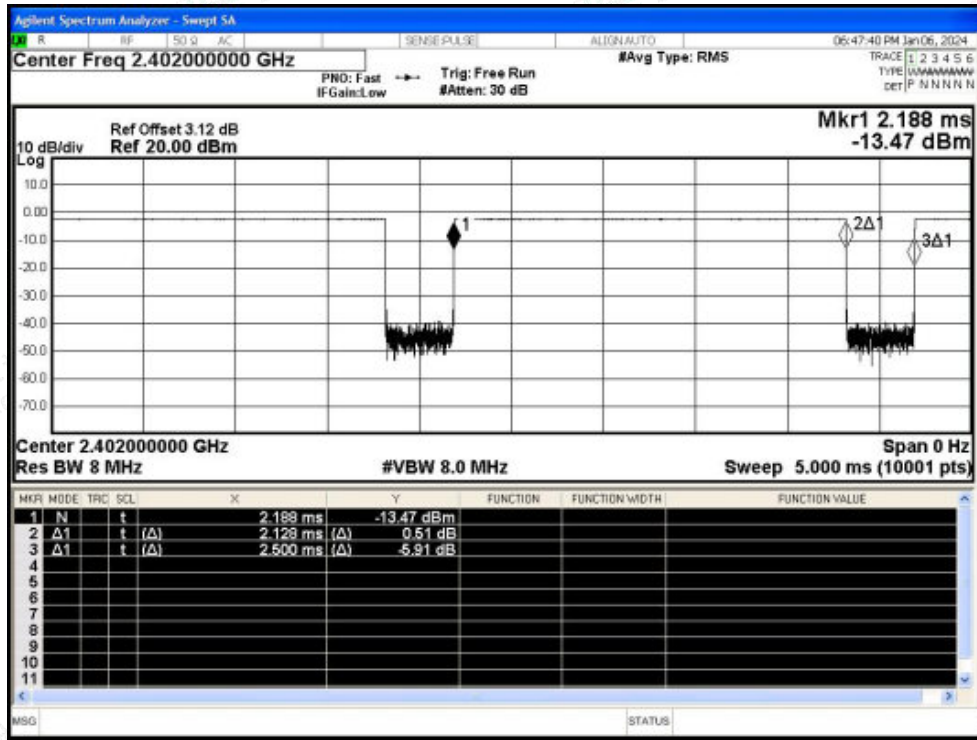 Agilent Spectrum Analyzer - Swept SA
R RF 50 Ω AC SENSE:PULSE ALIGN AUTO 06:47:40 PM Jan 06, 2024
Center Freq 2.402000000 GHz #Avg Type: RMS TRACE 1 2 3 4 5 6
PNO: Fast Trig: Free Run TYPE
IFGain:Low #Atten: 30 dB DET P N N N N N
Mkr1 2.188 ms
-13.47 dBm
Ref Offset 3.12 dB
10 dB/div Ref 20.00 dBm
Log
10.0
0.00
-10.0
-20.0
-30.0
-40.0
-50.0
-60.0
-70.0
1
2Δ1
3Δ1
Center 2.402000000 GHz Span 0 Hz
Res BW 8 MHz #VBW 8.0 MHz Sweep 5.000 ms (10001 pts)
MKR MODE TRC SCL X Y FUNCTION FUNCTION WIDTH FUNCTION VALUE
1 N t 2.188 ms -13.47 dBm
2 Δ1 t (Δ) 2.128 ms (Δ) 0.51 dB
3 Δ1 t (Δ) 2.500 ms (Δ) -5.91 dB
4
5
6
7
8
9
10
11
MSG STATUS